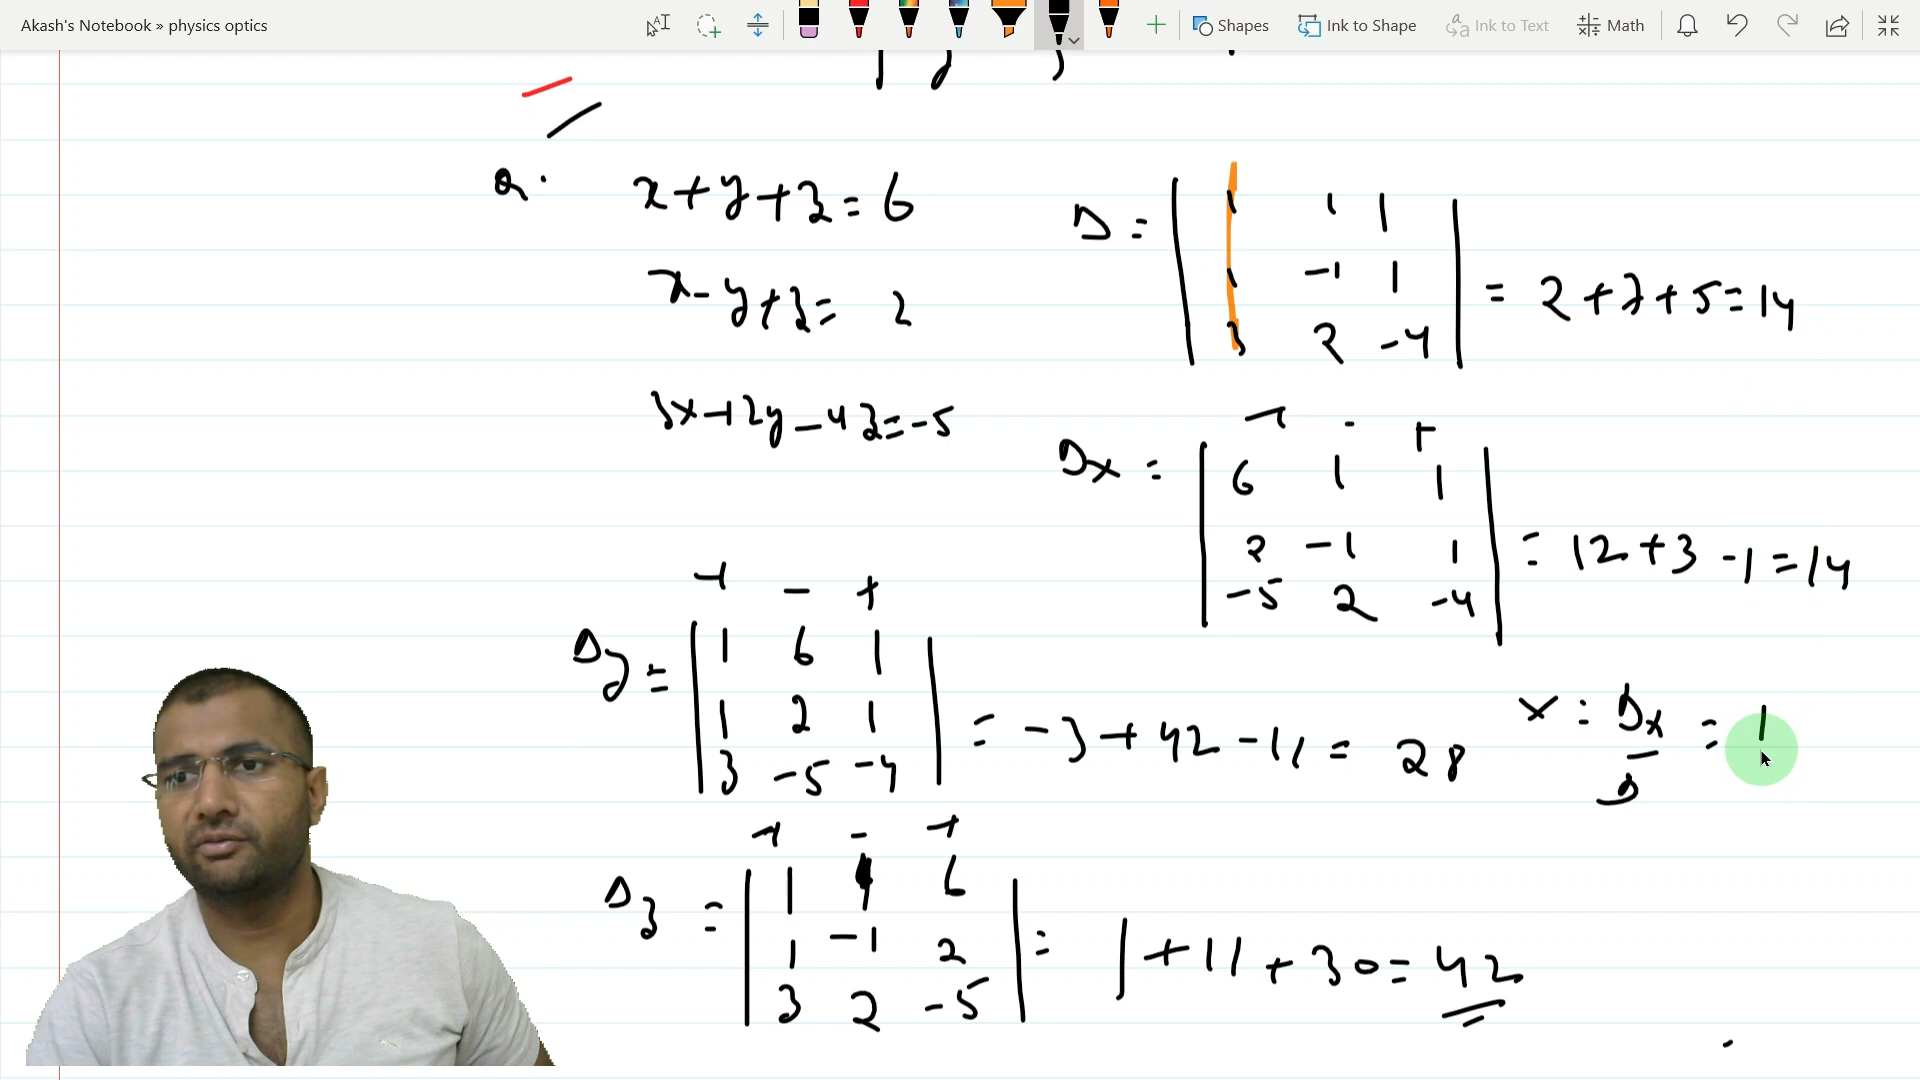 Akash's Notebook » physics optics
Shapes Ink to Shape Ink to Text Math
Q.
x+y+z=6
x-y+z= 2
3x+2y-4z=-5
D = | 1 1 1 |
| 1 -1 1 | = 2+7+5=14
| 3 2 -4 |
+ - +
Dx = | 6 1 1 |
| 2 -1 1 | = 12+3-1=14
| -5 2 -4 |
+ - +
Dy = | 1 6 1 |
| 1 2 1 | = -3+42-11= 28
| 3 -5 -4 |
x = Dx/D = 1
+ - +
Dz = | 1 1 6 |
| 1 -1 2 | = 1+11+30=42
| 3 2 -5 |